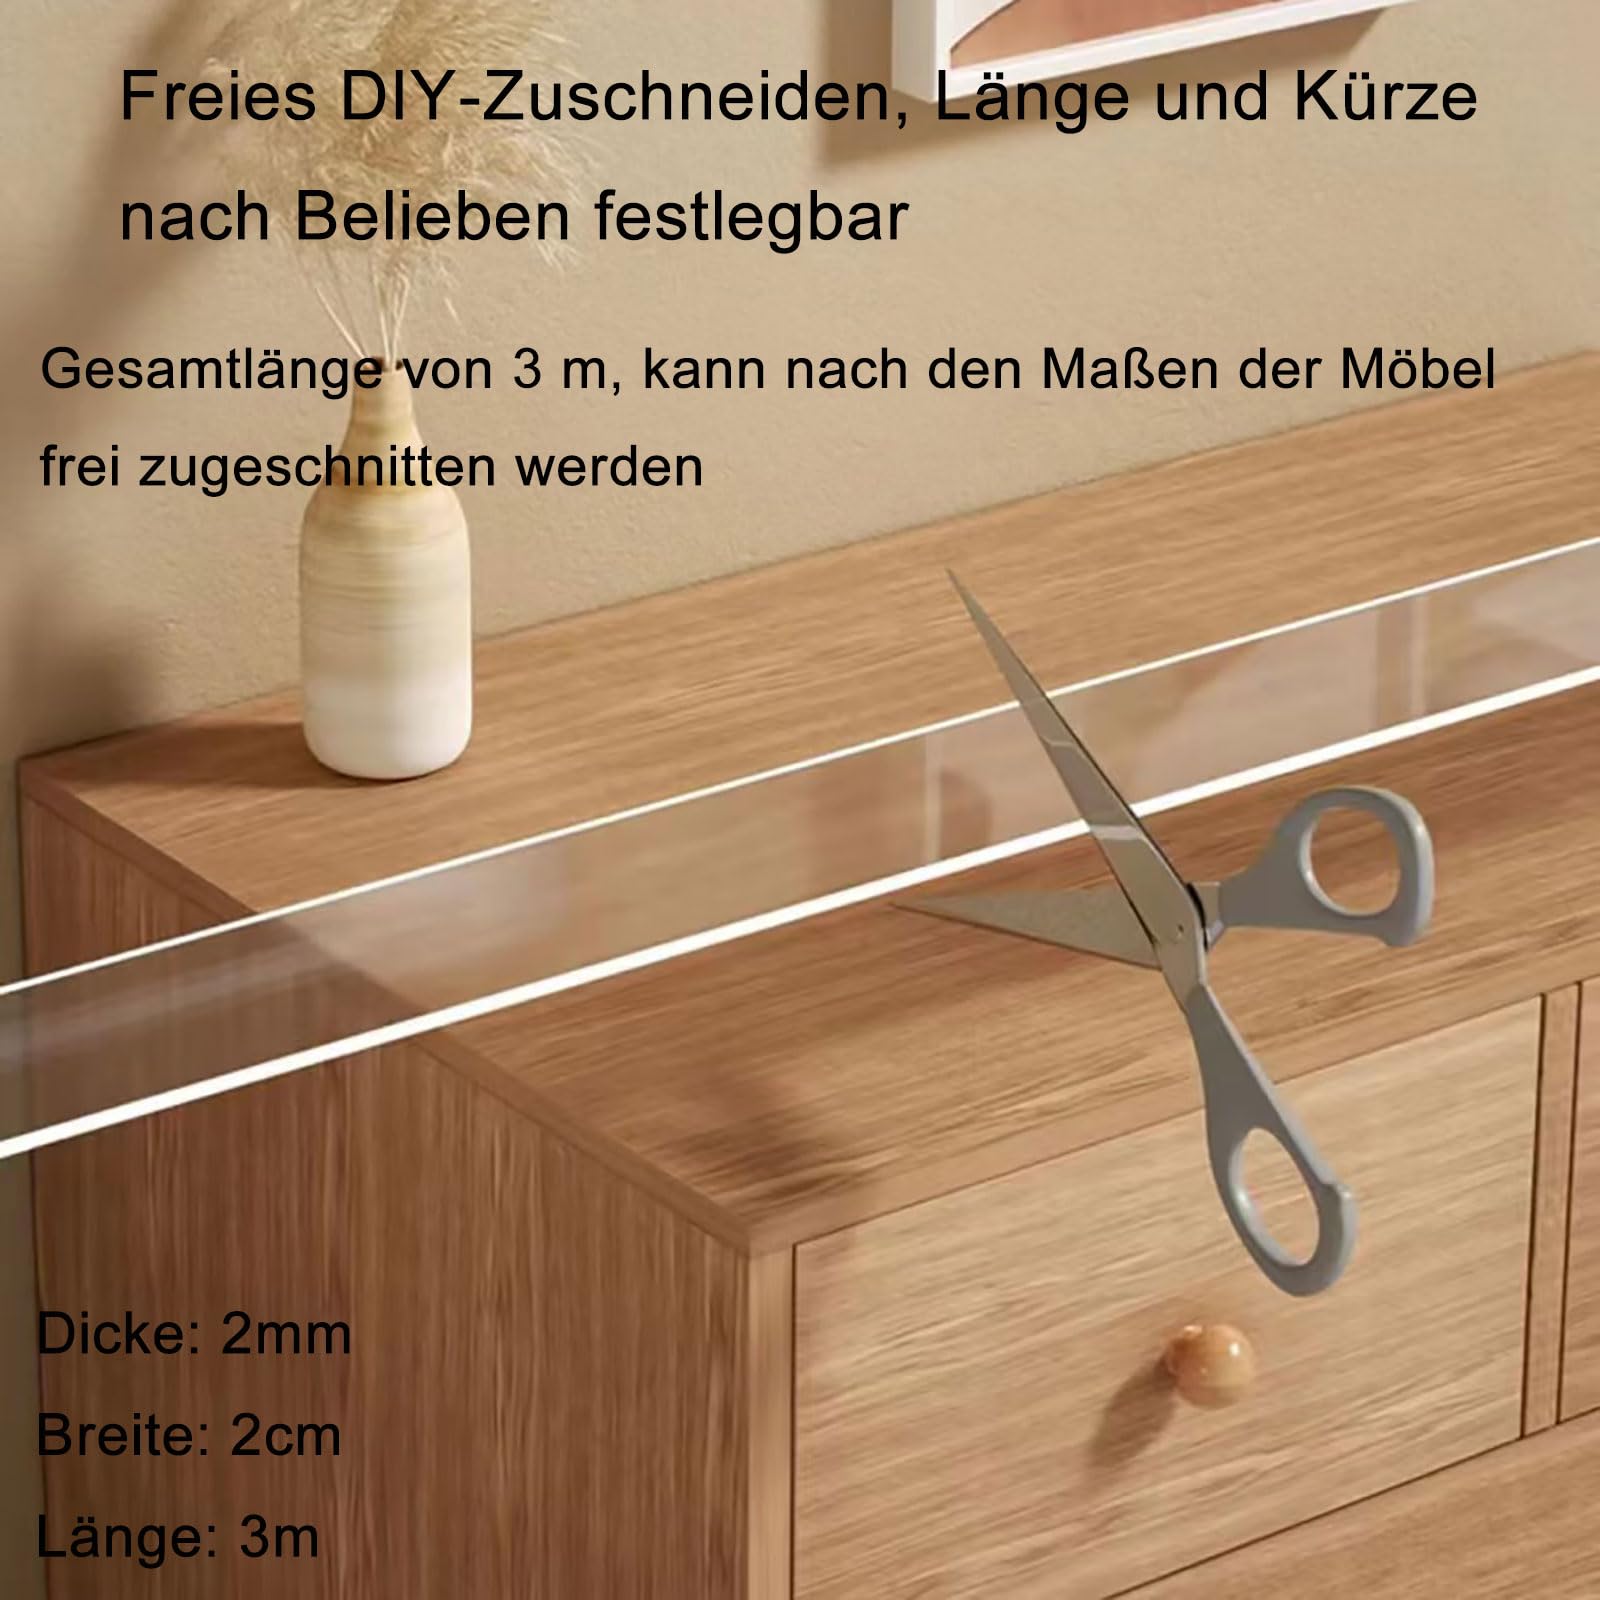 Freies DIY-Zuschneiden, Länge und Kürze
nach Belieben festlegbar
Gesamtlänge von 3 m, kann nach den Maßen der Möbel
frei zugeschnitten werden
Dicke: 2mm
Breite: 2cm
Länge: 3m